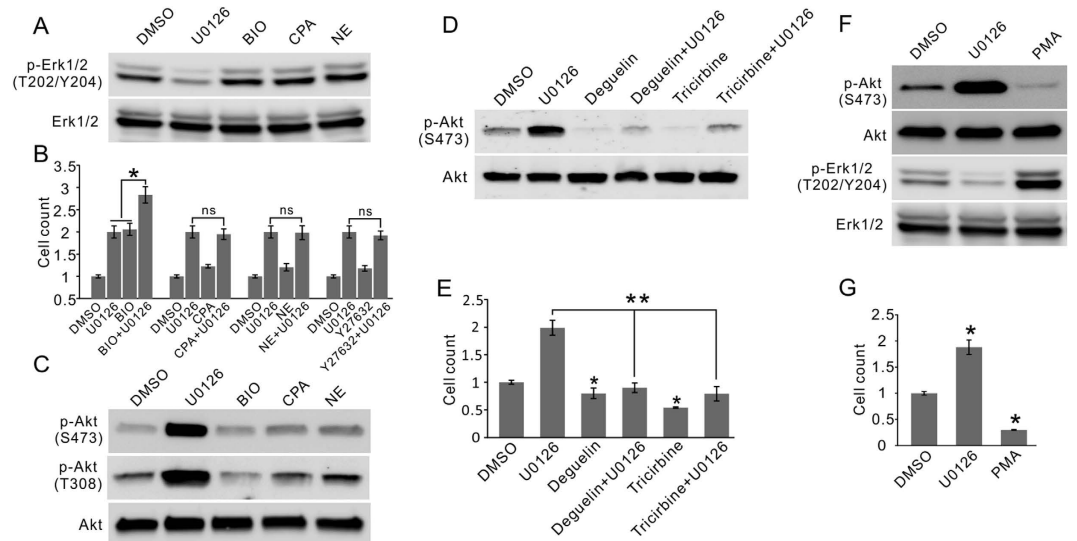 A
DMSO
U0126
BIO
CPA
NE
p-Erk1/2
(T202/Y204)
Erk1/2
B
Cell count
3.5
3
2.5
2
1.5
1
0.5
*
ns
ns
ns
DMSO
U0126
BIO
BIO+U0126
DMSO
U0126
CPA
CPA+U0126
DMSO
U0126
NE
NE+U0126
DMSO
U0126
Y27632
Y27632+U0126
C
DMSO
U0126
BIO
CPA
NE
p-Akt
(S473)
p-Akt
(T308)
Akt
D
DMSO
U0126
Deguelin
Deguelin+U0126
Tricirbine
Tricirbine+U0126
p-Akt
(S473)
Akt
E
Cell count
2.5
2
1.5
1
0.5
0
**
*
*
DMSO
U0126
Deguelin
Deguelin+U0126
Tricirbine
Tricirbine+U0126
F
DMSO
U0126
PMA
p-Akt
(S473)
Akt
p-Erk1/2
(T202/Y204)
Erk1/2
G
Cell count
2.5
2
1.5
1
0.5
0
*
*
DMSO
U0126
PMA